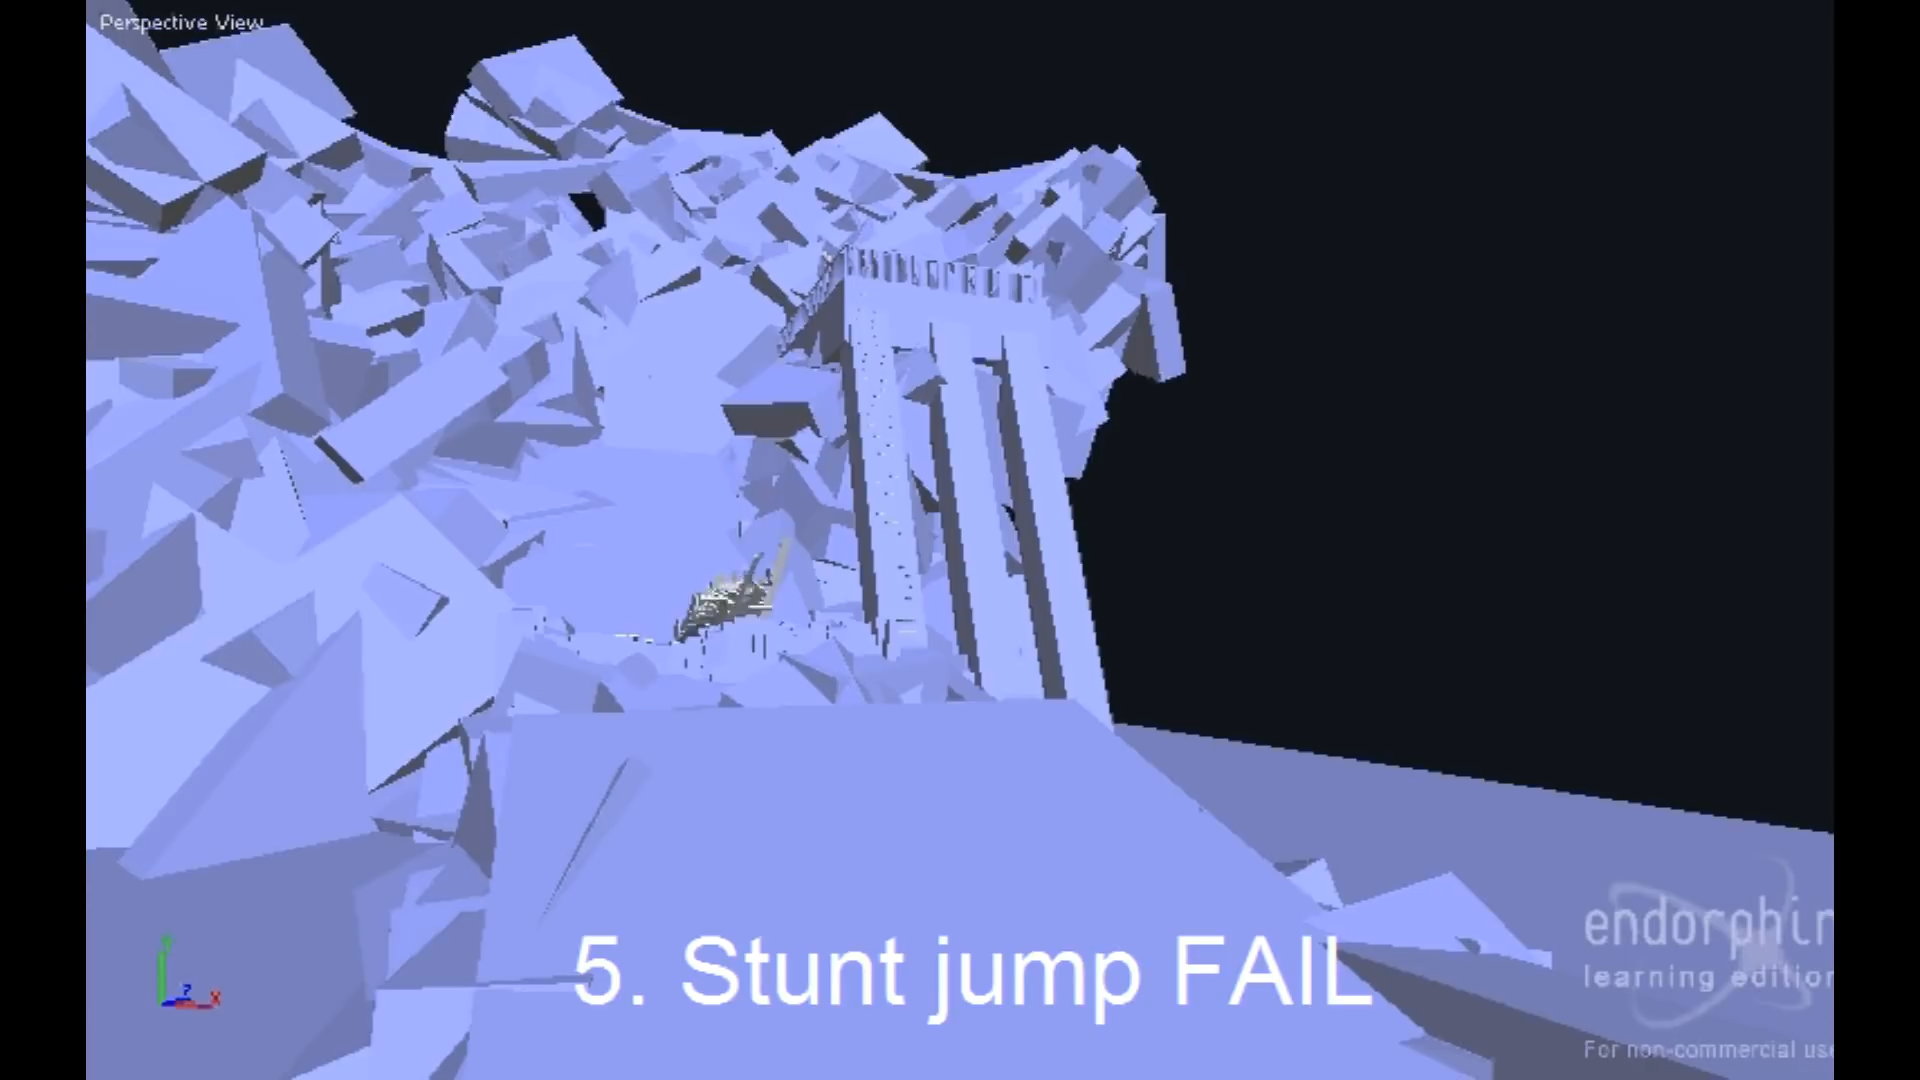 Perspective View
5. Stunt jump FAIL
endorphin
learning edition
For non-commercial use
Z
X